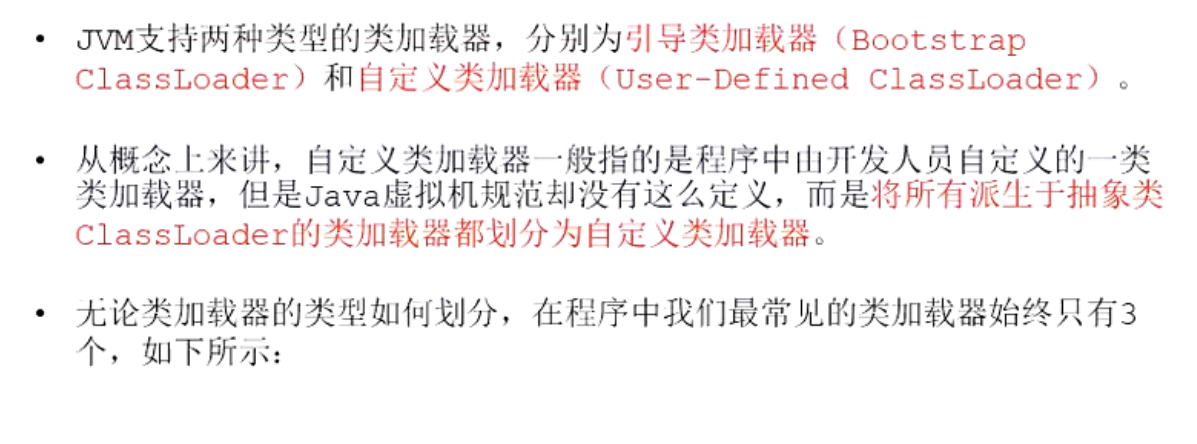 • JVM支持两种类型的类加载器，分别为引导类加载器（Bootstrap
ClassLoader）和自定义类加载器（User-Defined ClassLoader）。
• 从概念上来讲，自定义类加载器一般指的是程序中由开发人员自定义的一类
类加载器，但是Java虚拟机规范却没有这么定义，而是将所有派生于抽象类
ClassLoader的类加载器都划分为自定义类加载器。
• 无论类加载器的类型如何划分，在程序中我们最常见的类加载器始终只有3
个，如下所示：